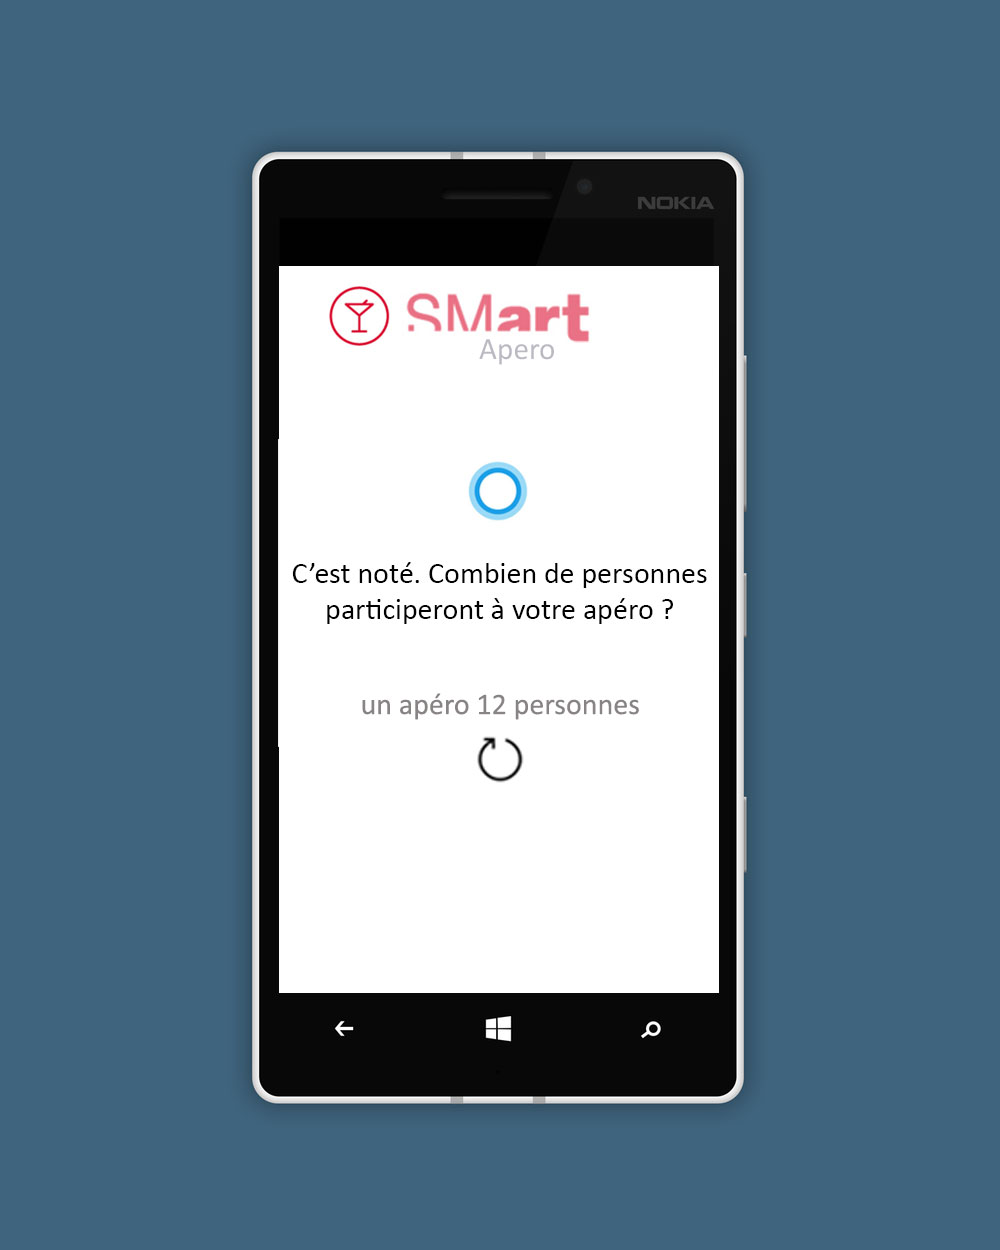 NOKIA
SMart
Apero
C’est noté. Combien de personnes
participeront à votre apéro ?
un apéro 12 personnes